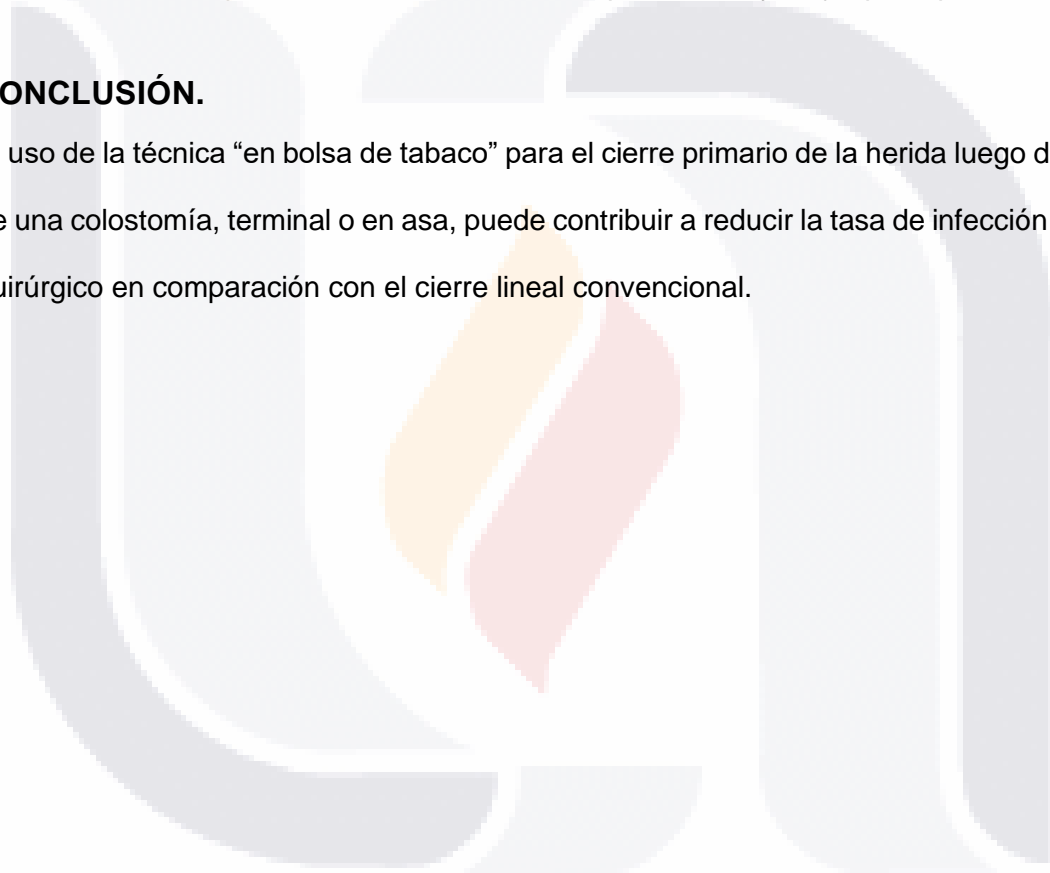 ONCLUSIÓN.
uso de la técnica “en bolsa de tabaco” para el cierre primario de la herida luego d
e una colostomía, terminal o en asa, puede contribuir a reducir la tasa de infección
uirúrgico en comparación con el cierre lineal convencional.